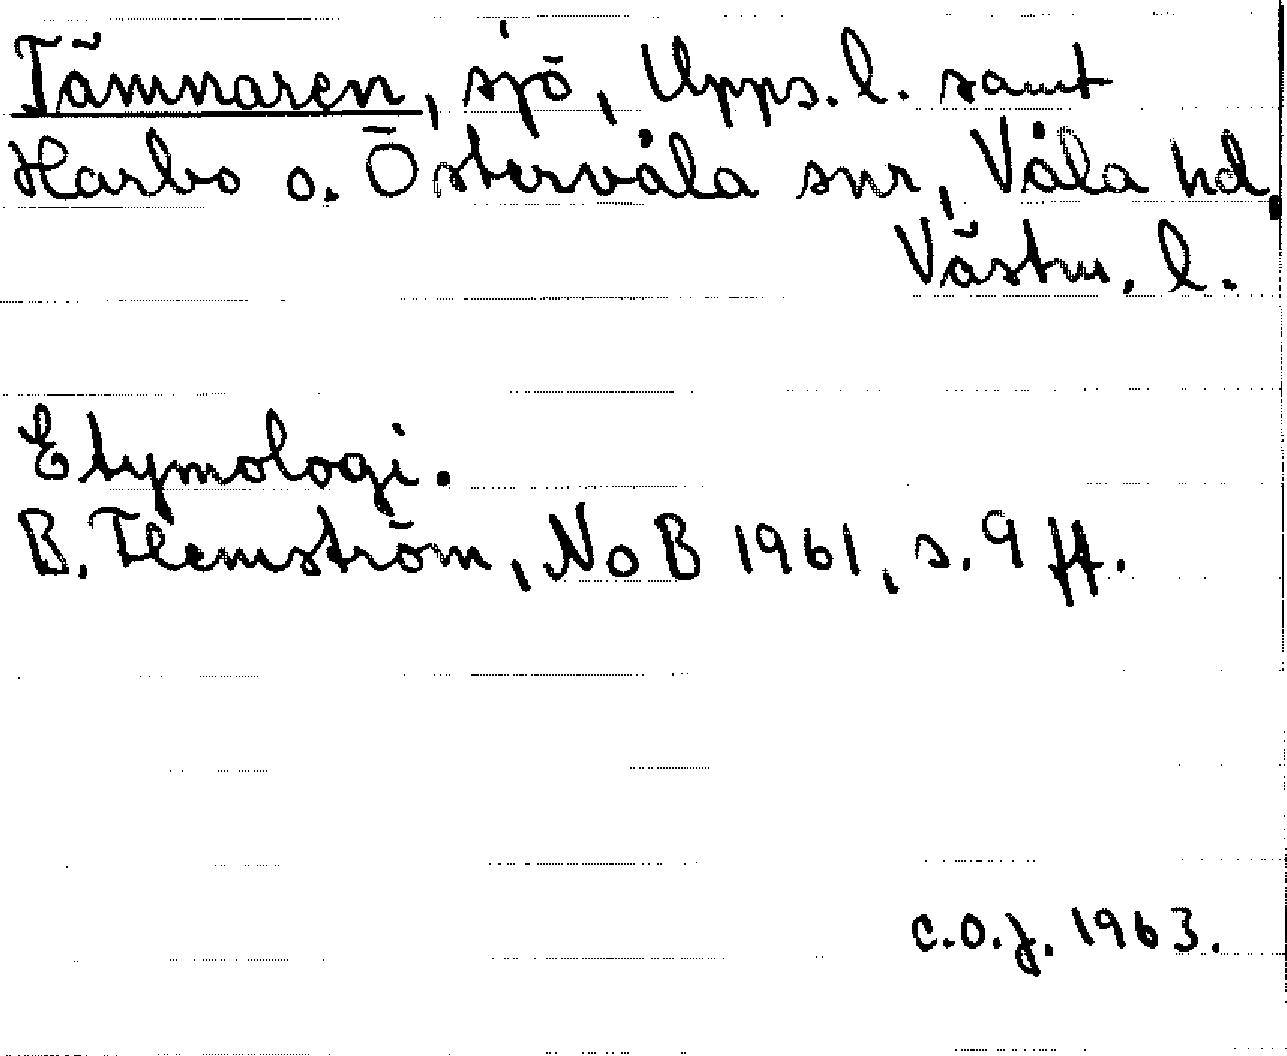 Tämnaren, sjö, Upps. l. samt
Harbo o. Östervåla snr, Våla hd,
Västm. l.
Etymologi.
B. Flemström, NoB 1961, s. 9 ff.
C.O.J. 1963.